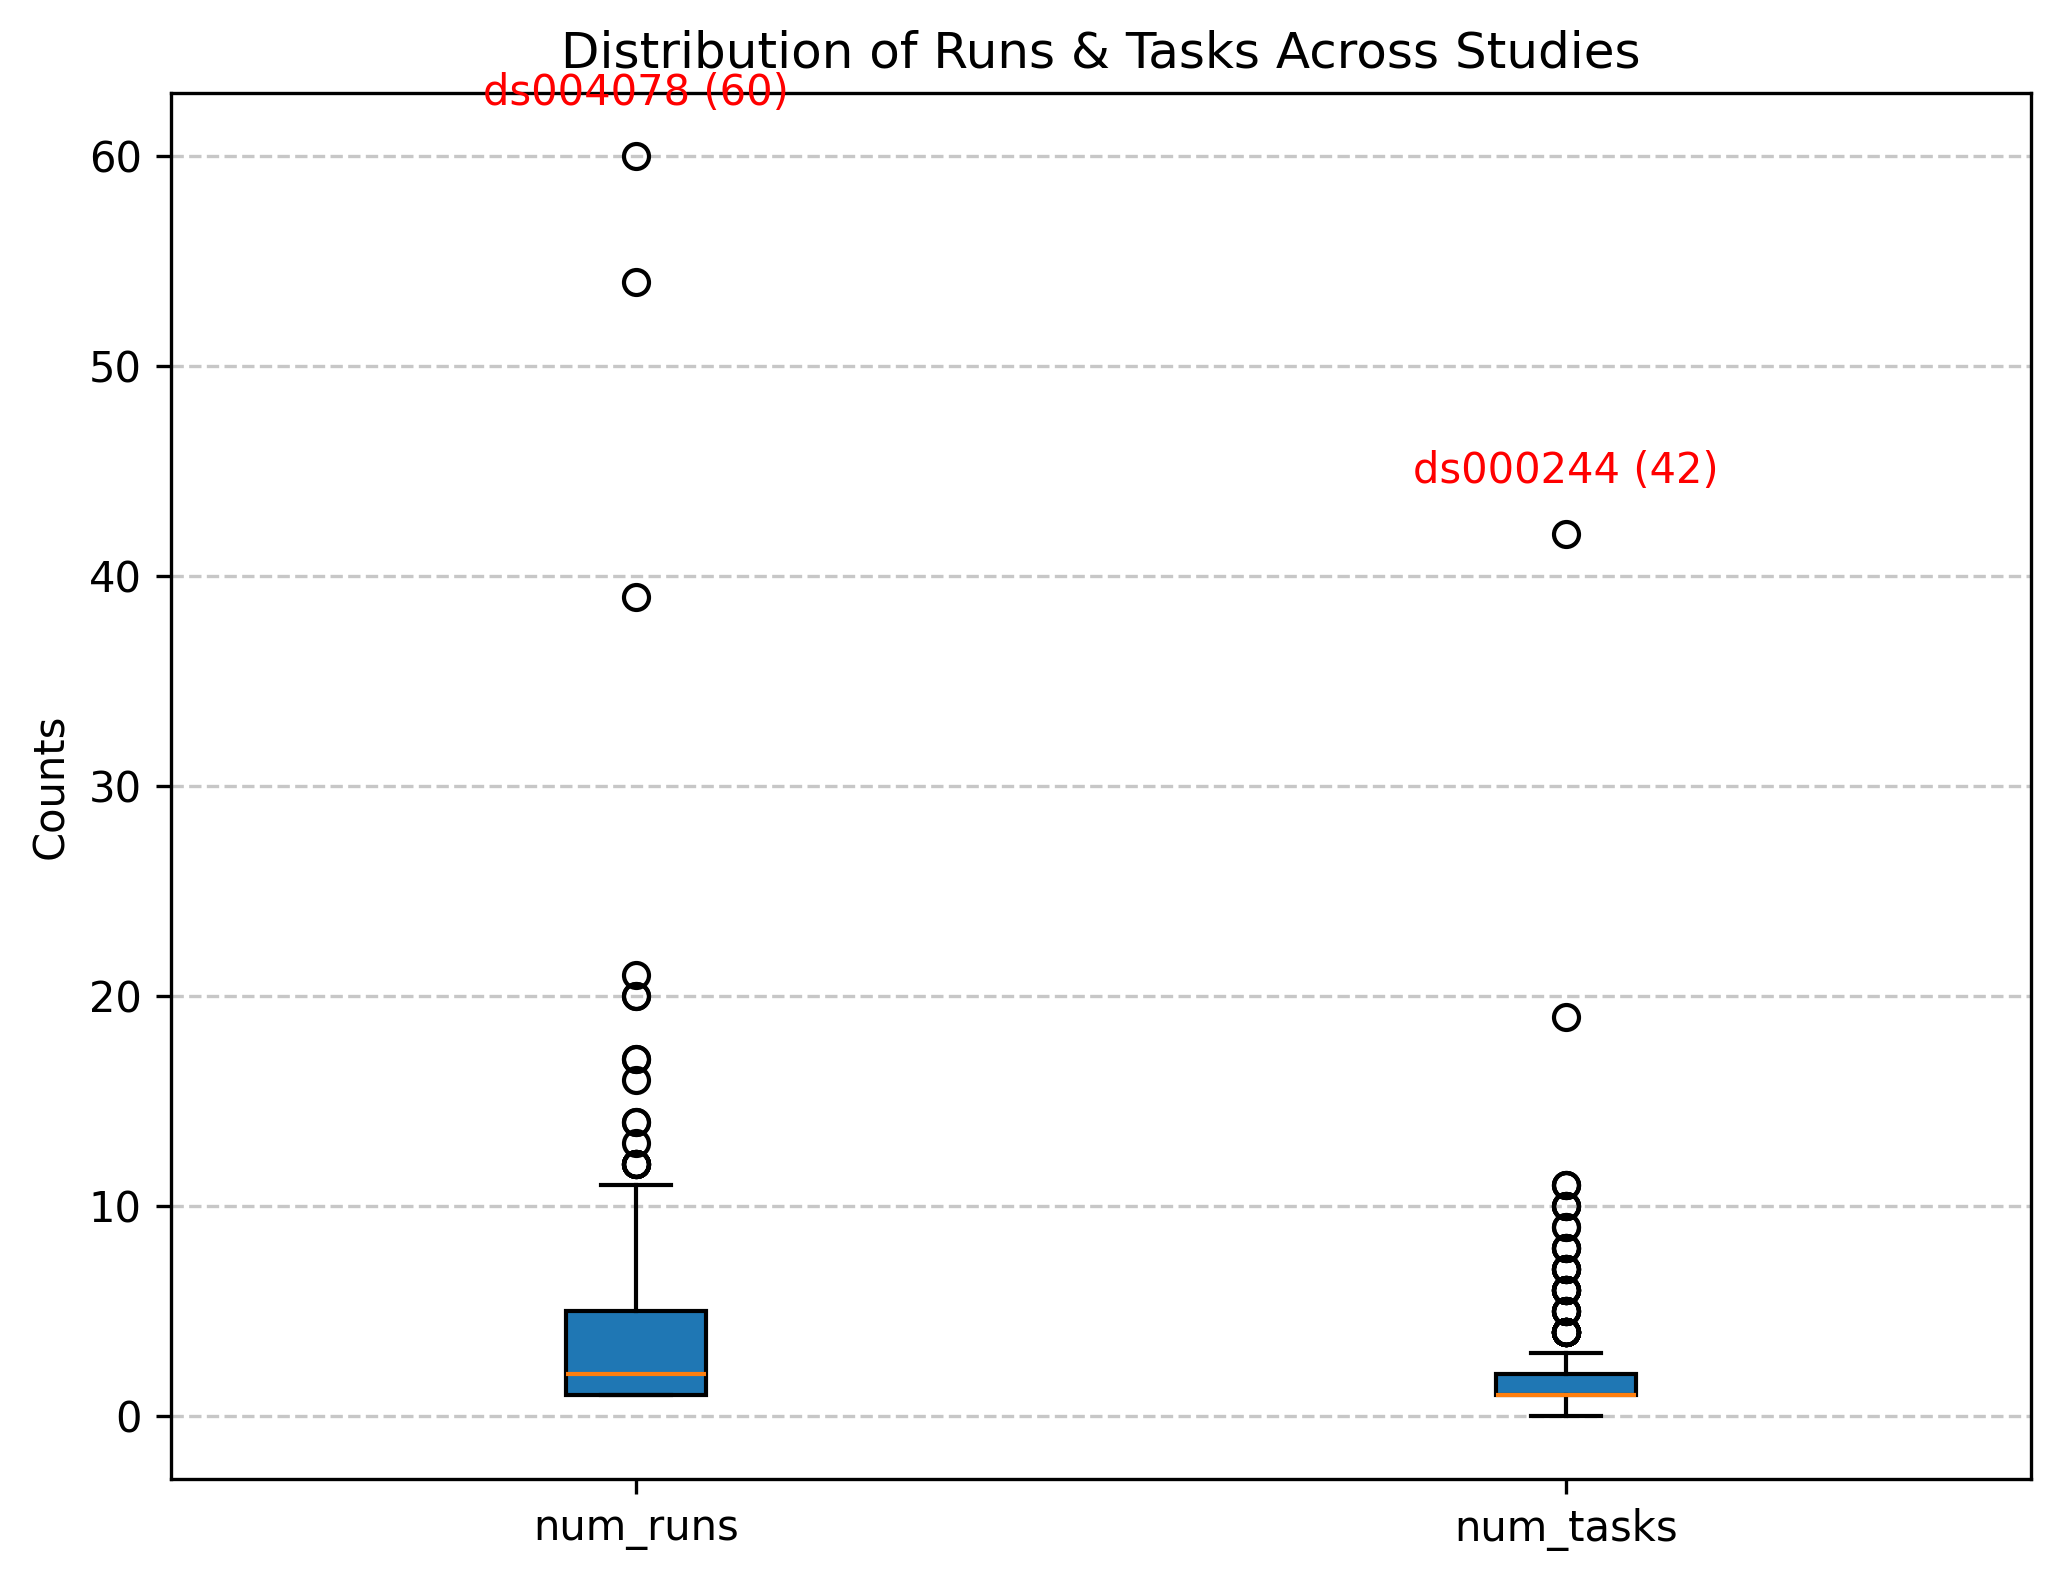 Distribution of Runs & Tasks Across Studies
ds004078 (60)
60
50
ds000244 (42)
40
30
Counts
20
10
0
num_runs
num_tasks